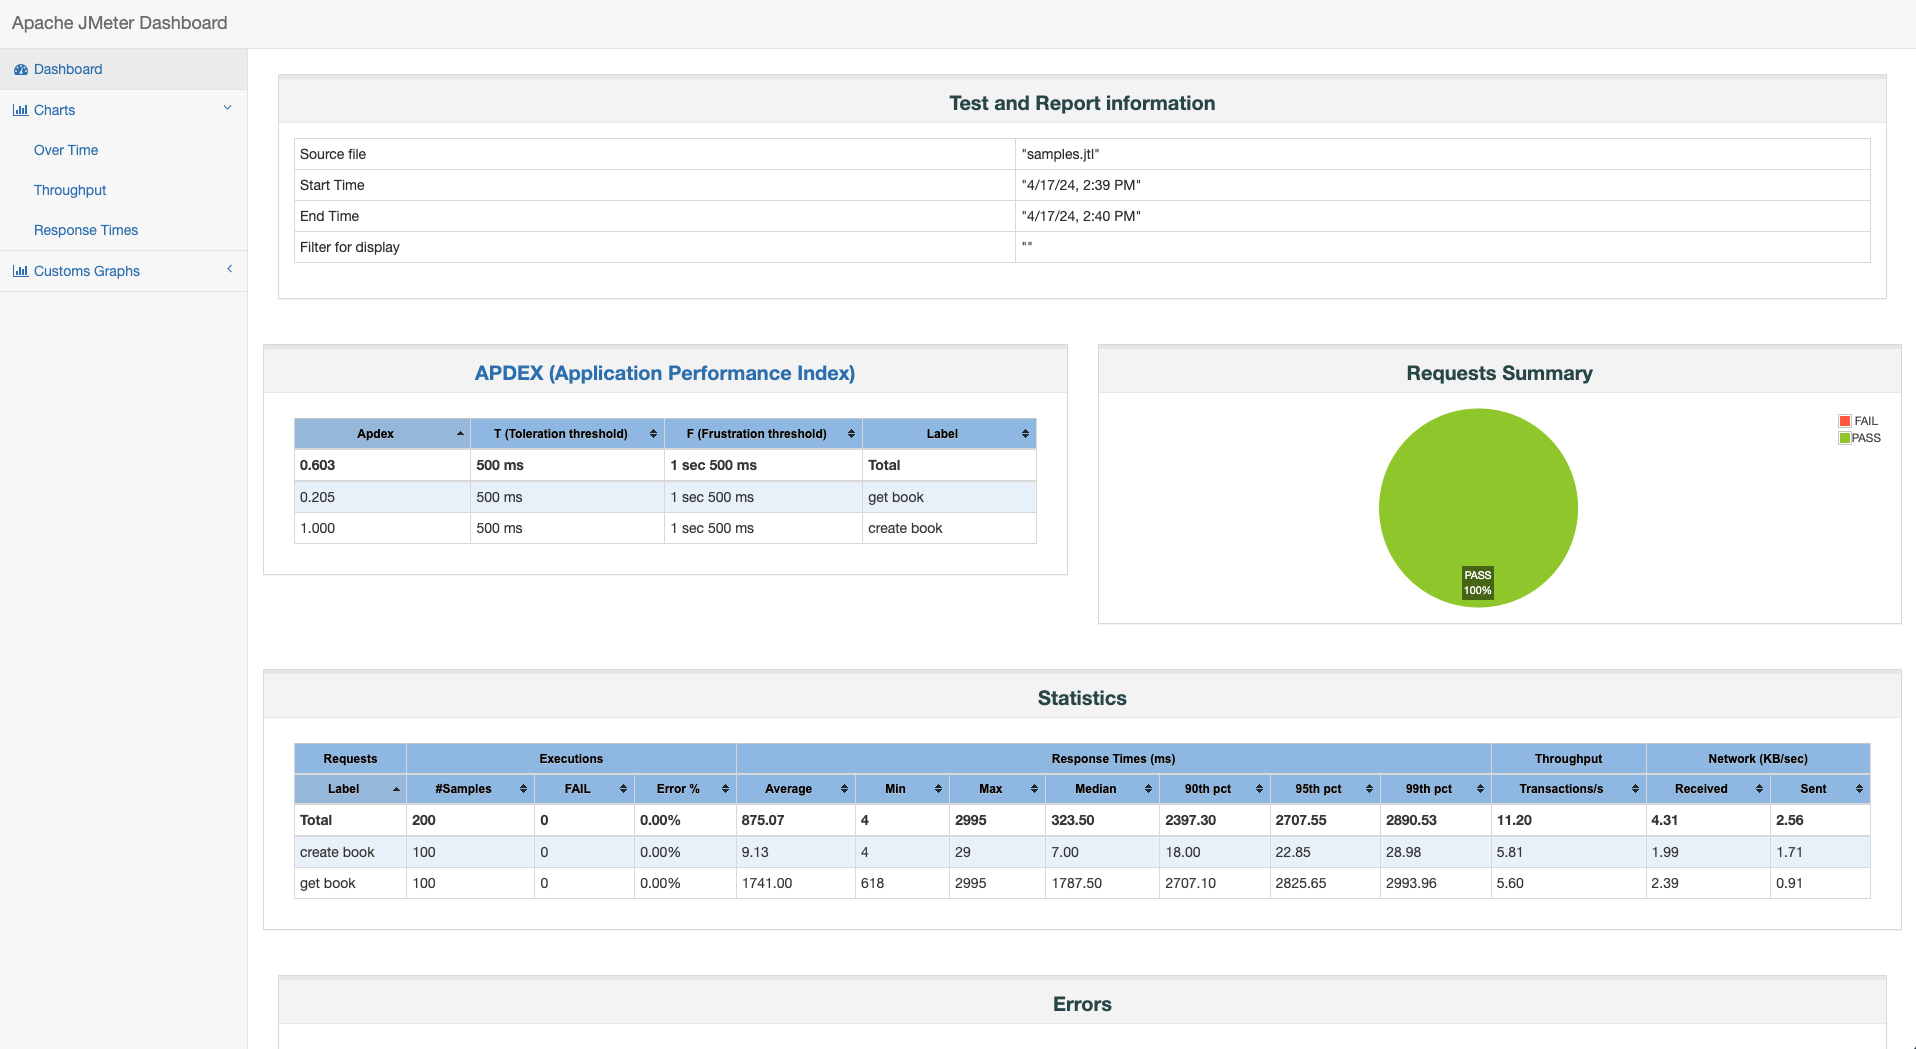 Apache JMeter Dashboard
Dashboard
Charts
Over Time
Throughput
Response Times
Customs Graphs
Test and Report information
Source file "samples.jtl"
Start Time "4/17/24, 2:39 PM"
End Time "4/17/24, 2:40 PM"
Filter for display ""
APDEX (Application Performance Index)
Apdex T (Toleration threshold) F (Frustration threshold) Label
0.603 500 ms 1 sec 500 ms Total
0.205 500 ms 1 sec 500 ms get book
1.000 500 ms 1 sec 500 ms create book
Requests Summary
FAIL
PASS
PASS
100%
Statistics
Requests Executions Response Times (ms) Throughput Network (KB/sec)
Label #Samples FAIL Error % Average Min Max Median 90th pct 95th pct 99th pct Transactions/s Received Sent
Total 200 0 0.00% 875.07 4 2995 323.50 2397.30 2707.55 2890.53 11.20 4.31 2.56
create book 100 0 0.00% 9.13 4 29 7.00 18.00 22.85 28.98 5.81 1.99 1.71
get book 100 0 0.00% 1741.00 618 2995 1787.50 2707.10 2825.65 2993.96 5.60 2.39 0.91
Errors